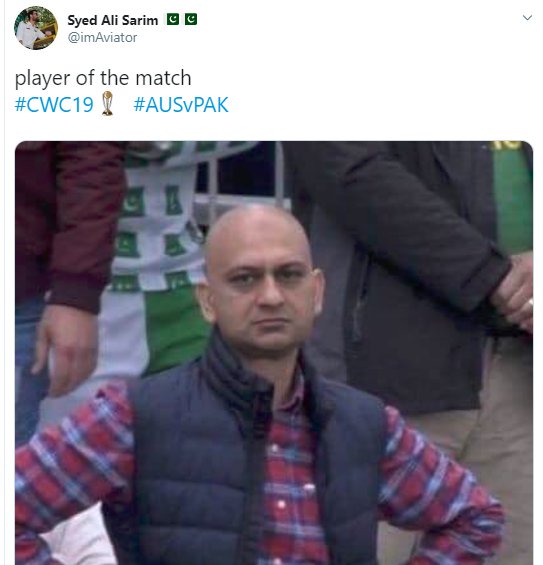 Syed Ali Sarim 🇵🇰 🇵🇰
@imAviator
player of the match
#CWC19 #AUSvPAK